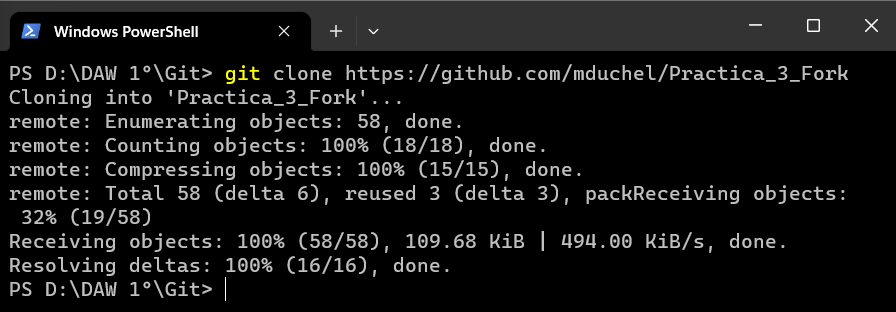 Windows PowerShell
PS D:\DAW 1°\Git> git clone https://github.com/mduchel/Practica_3_Fork
Cloning into 'Practica_3_Fork'...
remote: Enumerating objects: 58, done.
remote: Counting objects: 100% (18/18), done.
remote: Compressing objects: 100% (15/15), done.
remote: Total 58 (delta 6), reused 3 (delta 3), packReceiving objects:
 32% (19/58)
Receiving objects: 100% (58/58), 109.68 KiB | 494.00 KiB/s, done.
Resolving deltas: 100% (16/16), done.
PS D:\DAW 1°\Git>